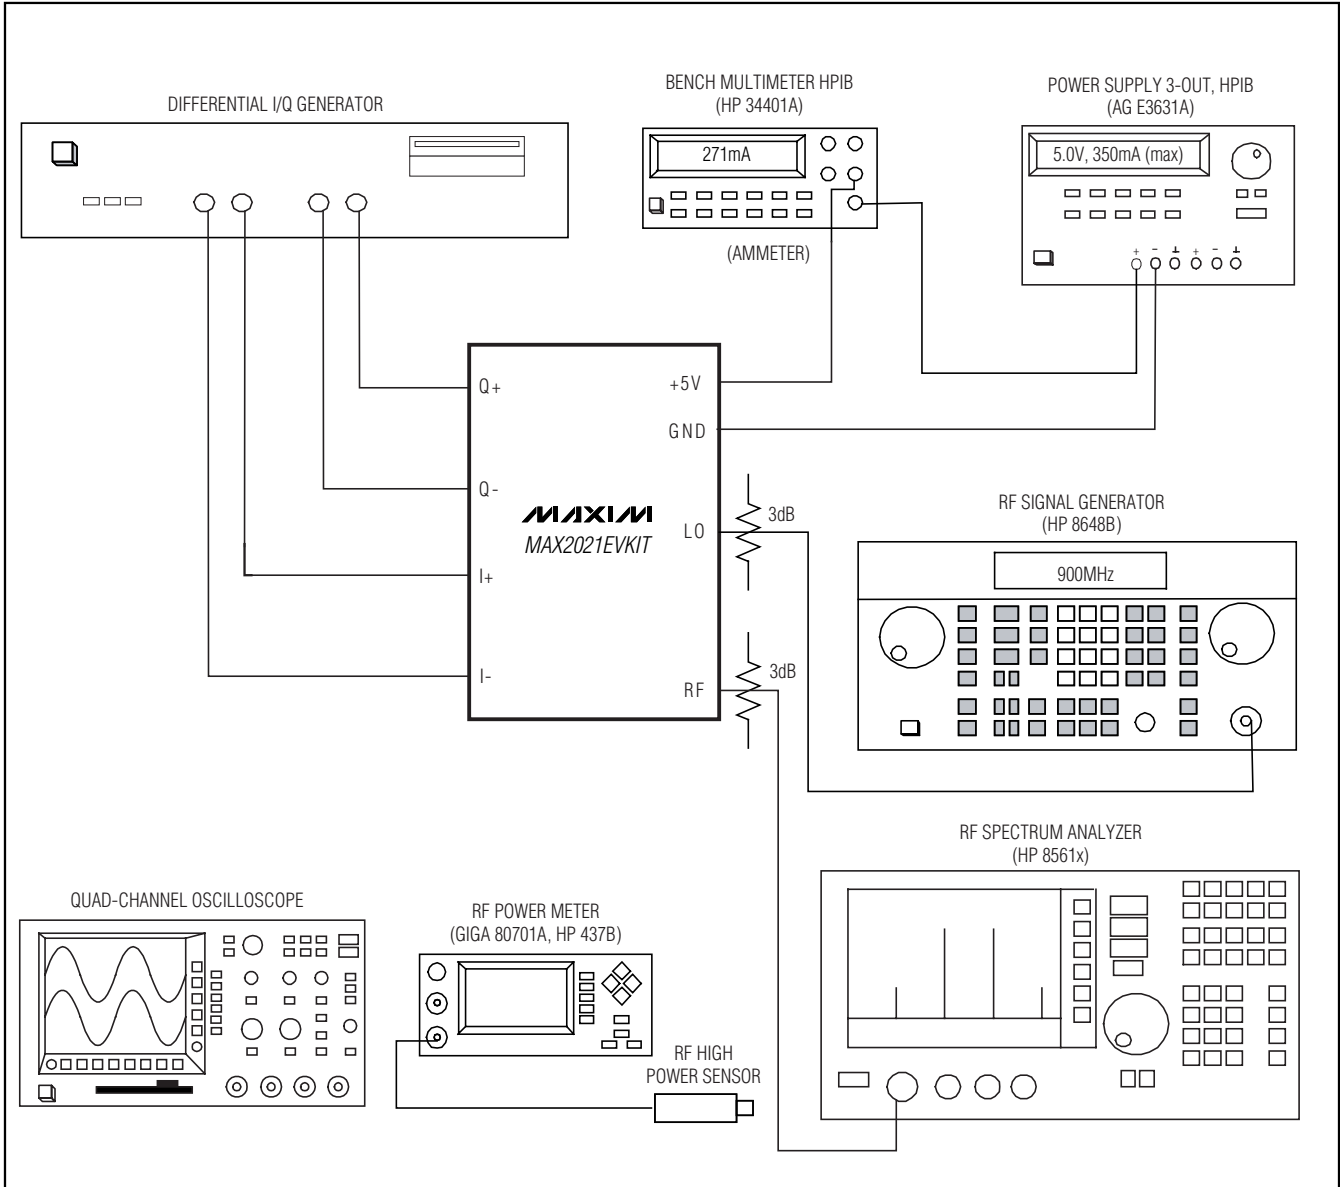 DIFFERENTIAL I/Q GENERATOR
BENCH MULTIMETER HPIB
(HP 34401A)
271mA
(AMMETER)
POWER SUPPLY 3-OUT, HPIB
(AG E3631A)
5.0V, 350mA (max)
+ - ⊥ + - ⊥
Q+
Q-
I+
I-
+5V
GND
LO
RF
MAXIM
MAX2021EVKIT
3dB
3dB
RF SIGNAL GENERATOR
(HP 8648B)
900MHz
RF SPECTRUM ANALYZER
(HP 8561x)
QUAD-CHANNEL OSCILLOSCOPE
RF POWER METER
(GIGA 80701A, HP 437B)
RF HIGH
POWER SENSOR